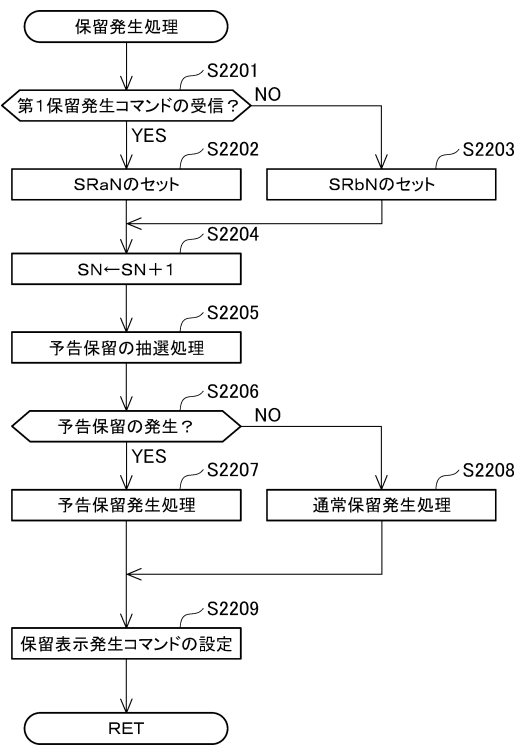 保留発生処理
S2201
第1保留発生コマンドの受信？
NO
YES
S2202
SRaNのセット
S2203
SRbNのセット
S2204
SN←SN＋1
S2205
予告保留の抽選処理
S2206
予告保留の発生？
NO
YES
S2207
予告保留発生処理
S2208
通常保留発生処理
S2209
保留表示発生コマンドの設定
RET